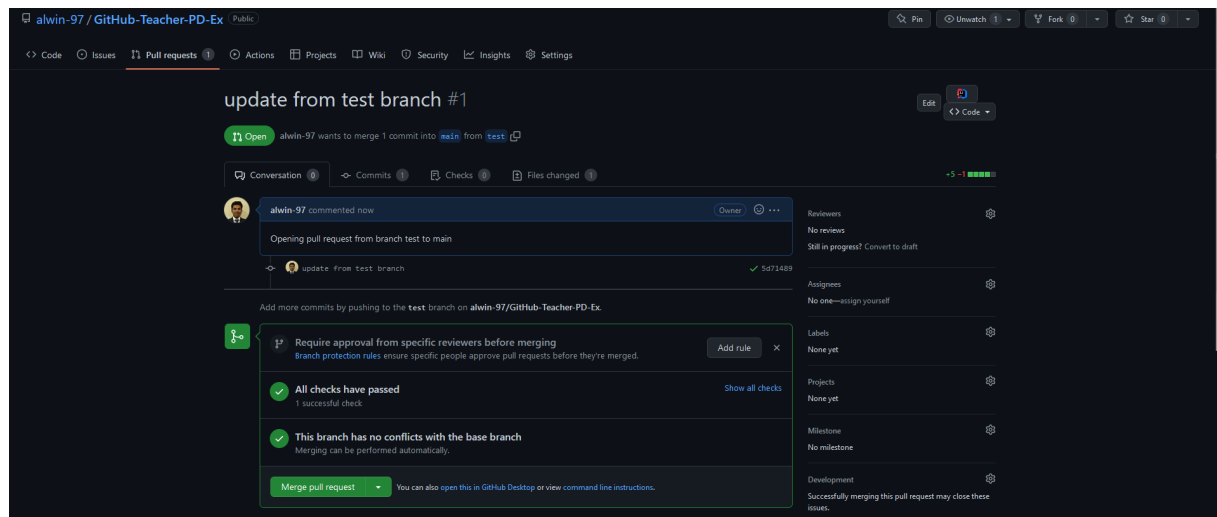 alwin-97 / GitHub-Teacher-PD-Ex Public
Pin Unwatch 1 Fork 0 Star 0
Code Issues Pull requests 1 Actions Projects Wiki Security Insights Settings
update from test branch #1
Edit
Code
Open alwin-97 wants to merge 1 commit into main from test
Conversation 0 Commits 1 Checks 0 Files changed 1 +5 −1
alwin-97 commented now Owner
Opening pull request from branch test to main
update from test branch 5d71489
Add more commits by pushing to the test branch on alwin-97/GitHub-Teacher-PD-Ex.
Require approval from specific reviewers before merging
Branch protection rules ensure specific people approve pull requests before they're merged.
Add rule
All checks have passed
1 successful check
Show all checks
This branch has no conflicts with the base branch
Merging can be performed automatically.
Merge pull request You can also open this in GitHub Desktop or view command line instructions.
Reviewers
No reviews
Still in progress? Convert to draft
Assignees
No one—assign yourself
Labels
None yet
Projects
None yet
Milestone
No milestone
Development
Successfully merging this pull request may close these
issues.